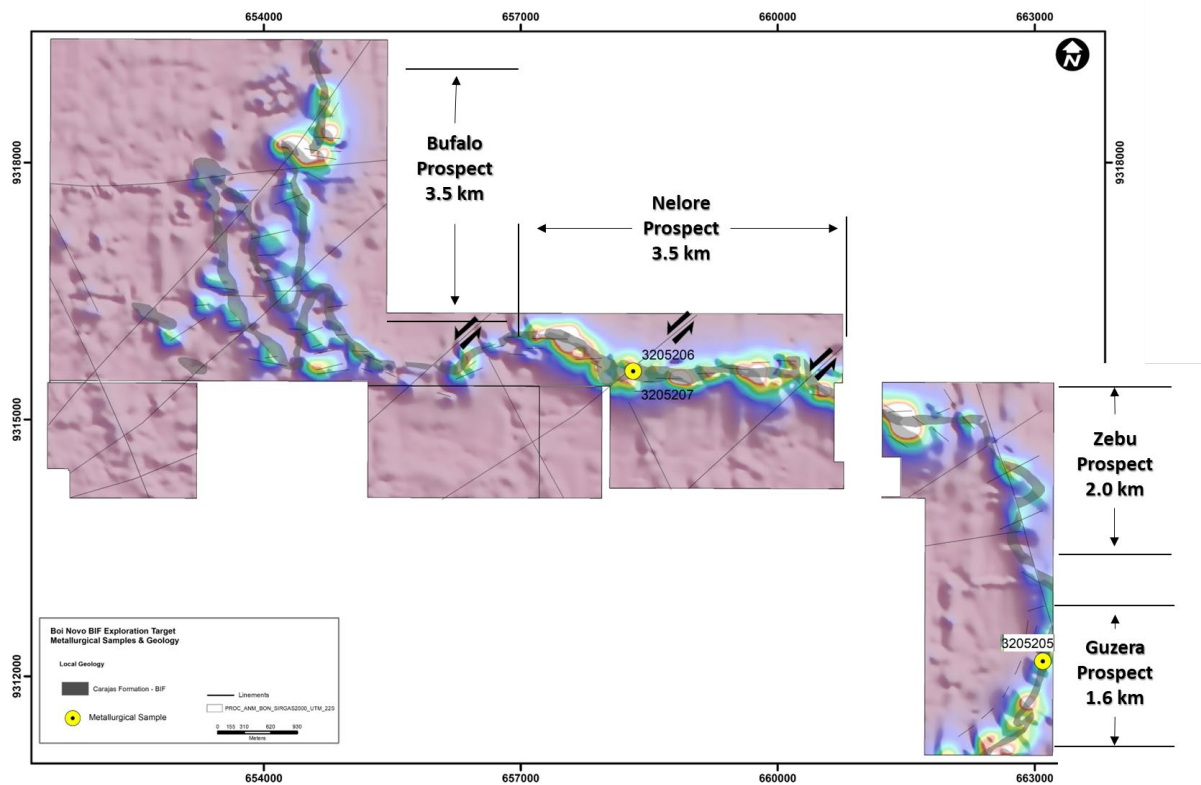 654000
657000
660000
663000
N
9318000
9318000
Bufalo
Prospect
3.5 km
Nelore
Prospect
3.5 km
3205206
3205207
9315000
Zebu
Prospect
2.0 km
3205205
Guzera
Prospect
1.6 km
9312000
Boi Novo BIF Exploration Target
Metallurgical Samples & Geology
Local Geology
Carajas Formation - BIF
Linements
PROC_ANM_BON_SIRGAS2000_UTM_22S
Metallurgical Sample
0 155 310 620 930
Meters
654000
657000
660000
663000